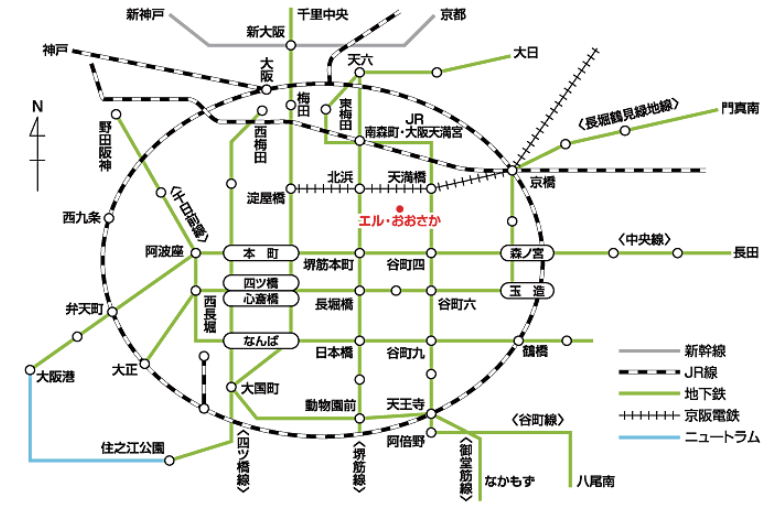 新神戸
千里中央
京都
新大阪
神戸
大阪
天六
大日
梅田
東梅田
JR
南森町・大阪天満宮
〈長堀鶴見緑地線〉
門真南
N
野田阪神
西梅田
京橋
淀屋橋
北浜
天満橋
〈千日前線〉
西九条
エル・おおさか
阿波座
本町
堺筋本町
谷町四
森ノ宮
〈中央線〉
長田
四ツ橋
心斎橋
西長堀
長堀橋
谷町六
玉造
弁天町
なんば
日本橋
谷町九
鶴橋
大阪港
大正
大国町
動物園前
天王寺
阿倍野
〈谷町線〉
住之江公園
〈四ツ橋線〉
〈堺筋線〉
〈御堂筋線〉
なかもず
八尾南
新幹線
JR線
地下鉄
京阪電鉄
ニュートラム